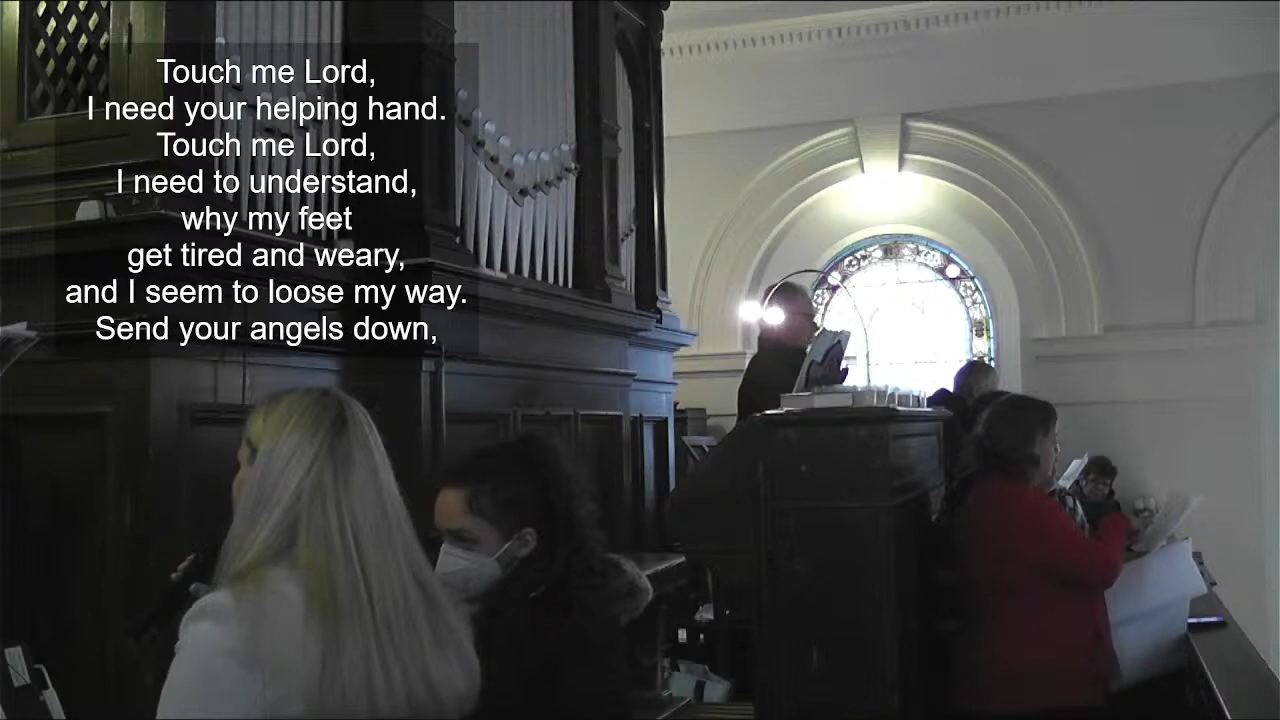 Touch me Lord,
I need your helping hand.
Touch me Lord,
I need to understand,
why my feet
get tired and weary,
and I seem to loose my way.
Send your angels down,